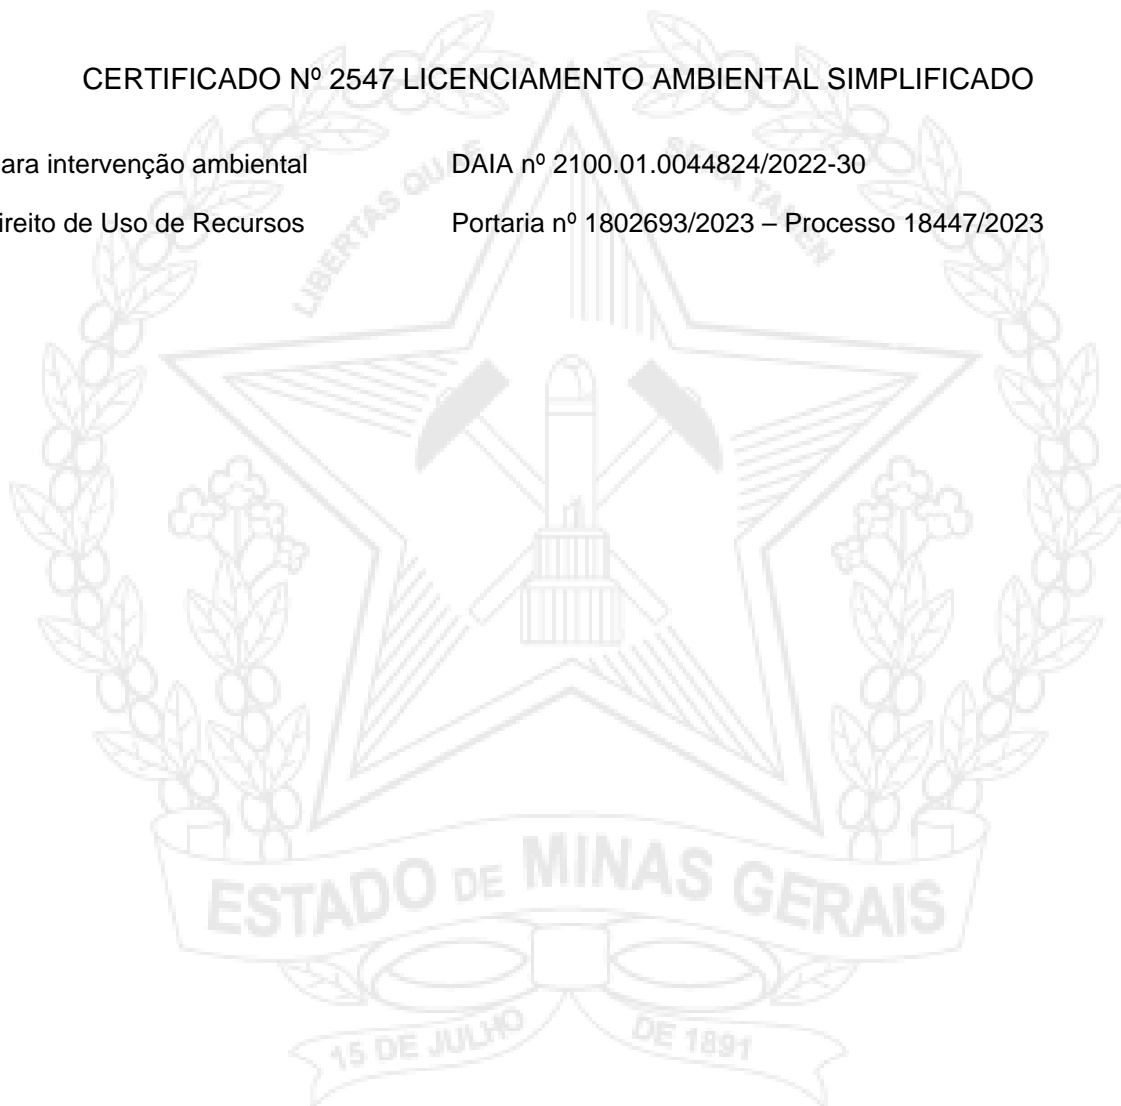 CERTIFICADO Nº 2547 LICENCIAMENTO AMBIENTAL SIMPLIFICADO
ara intervenção ambiental DAIA nº 2100.01.0044824/2022-30
ireito de Uso de Recursos Portaria nº 1802693/2023 – Processo 18447/2023
LIBERTAS QUÆ SERA TAMEN
ESTADO DE MINAS GERAIS
15 DE JULHO DE 1891